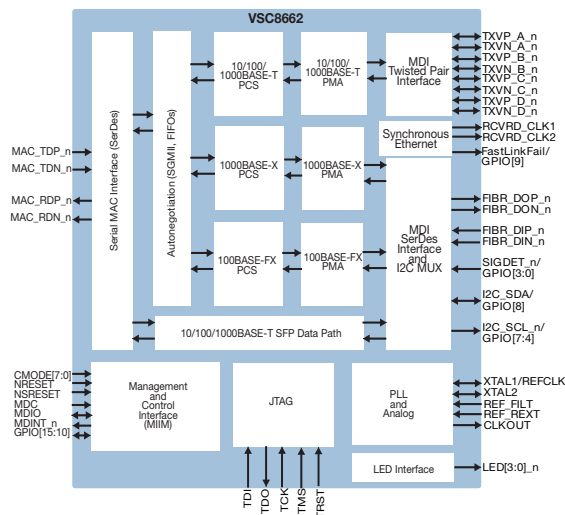 VSC8662
Serial MAC Interface (SerDes)
Autonegotiation (SGMII, FIFOs)
10/100/
1000BASE-T
PCS
10/100/
1000BASE-T
PMA
MDI
Twisted Pair
Interface
Synchronous
Ethernet
1000BASE-X
PCS
1000BASE-X
PMA
MDI
SerDes
Interface
and
I2C MUX
100BASE-FX
PCS
100BASE-FX
PMA
10/100/1000BASE-T SFP Data Path
Management
and
Control
Interface
(MIIM)
JTAG
PLL
and
Analog
LED Interface
MAC_TDP_n
MAC_TDN_n
MAC_RDP_n
MAC_RDN_n
CMODE[7:0]
NRESET
NSRESET
MDC
MDIO
MDINT_n
GPIO[15:10]
TDI
TDO
TCK
TMS
TRST
TXVP_A_n
TXVN_A_n
TXVP_B_n
TXVN_B_n
TXVP_C_n
TXVN_C_n
TXVP_D_n
TXVN_D_n
RCVRD_CLK1
RCVRD_CLK2
FastLinkFail/
GPIO[9]
FIBR_DOP_n
FIBR_DON_n
FIBR_DIP_n
FIBR_DIN_n
SIGDET_n/
GPIO[3:0]
I2C_SDA/
GPIO[8]
I2C_SCL_n/
GPIO[7:4]
XTAL1/REFCLK
XTAL2
REF_FILT
REF_REXT
CLKOUT
LED[3:0]_n